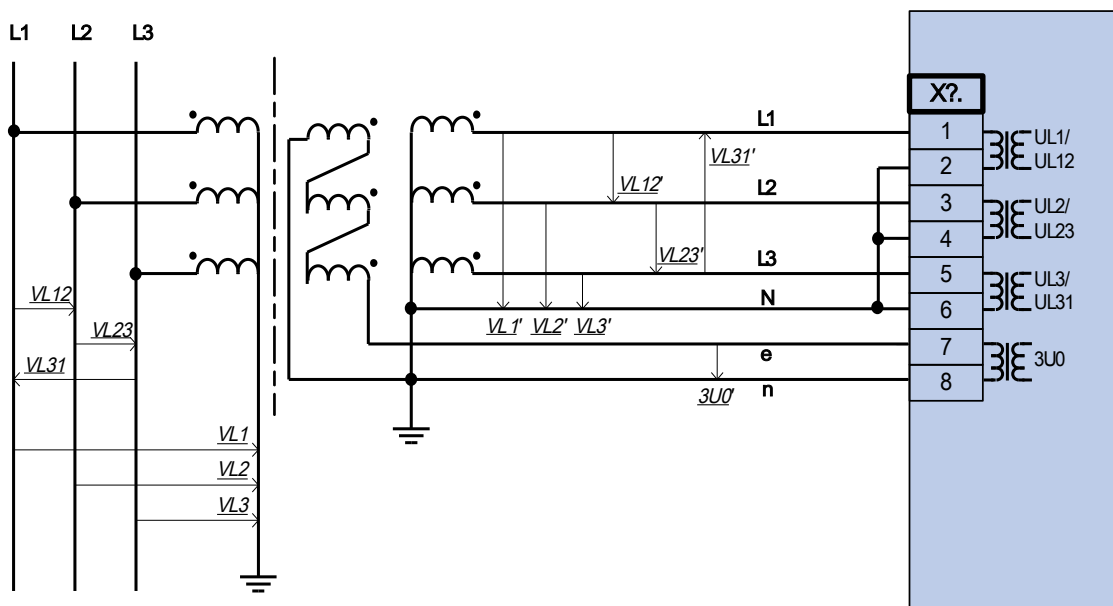 L1 L2 L3
X?.
L1
1
UL1/
VL31'
2
UL12
VL12'
L2
3
UL2/
4
UL23
VL23'
L3
5
UL3/
VL12
N
6
UL31
VL1' VL2' VL3'
VL23
e
7
3U0
VL31
n
8
3U0'
VL1
VL2
VL3